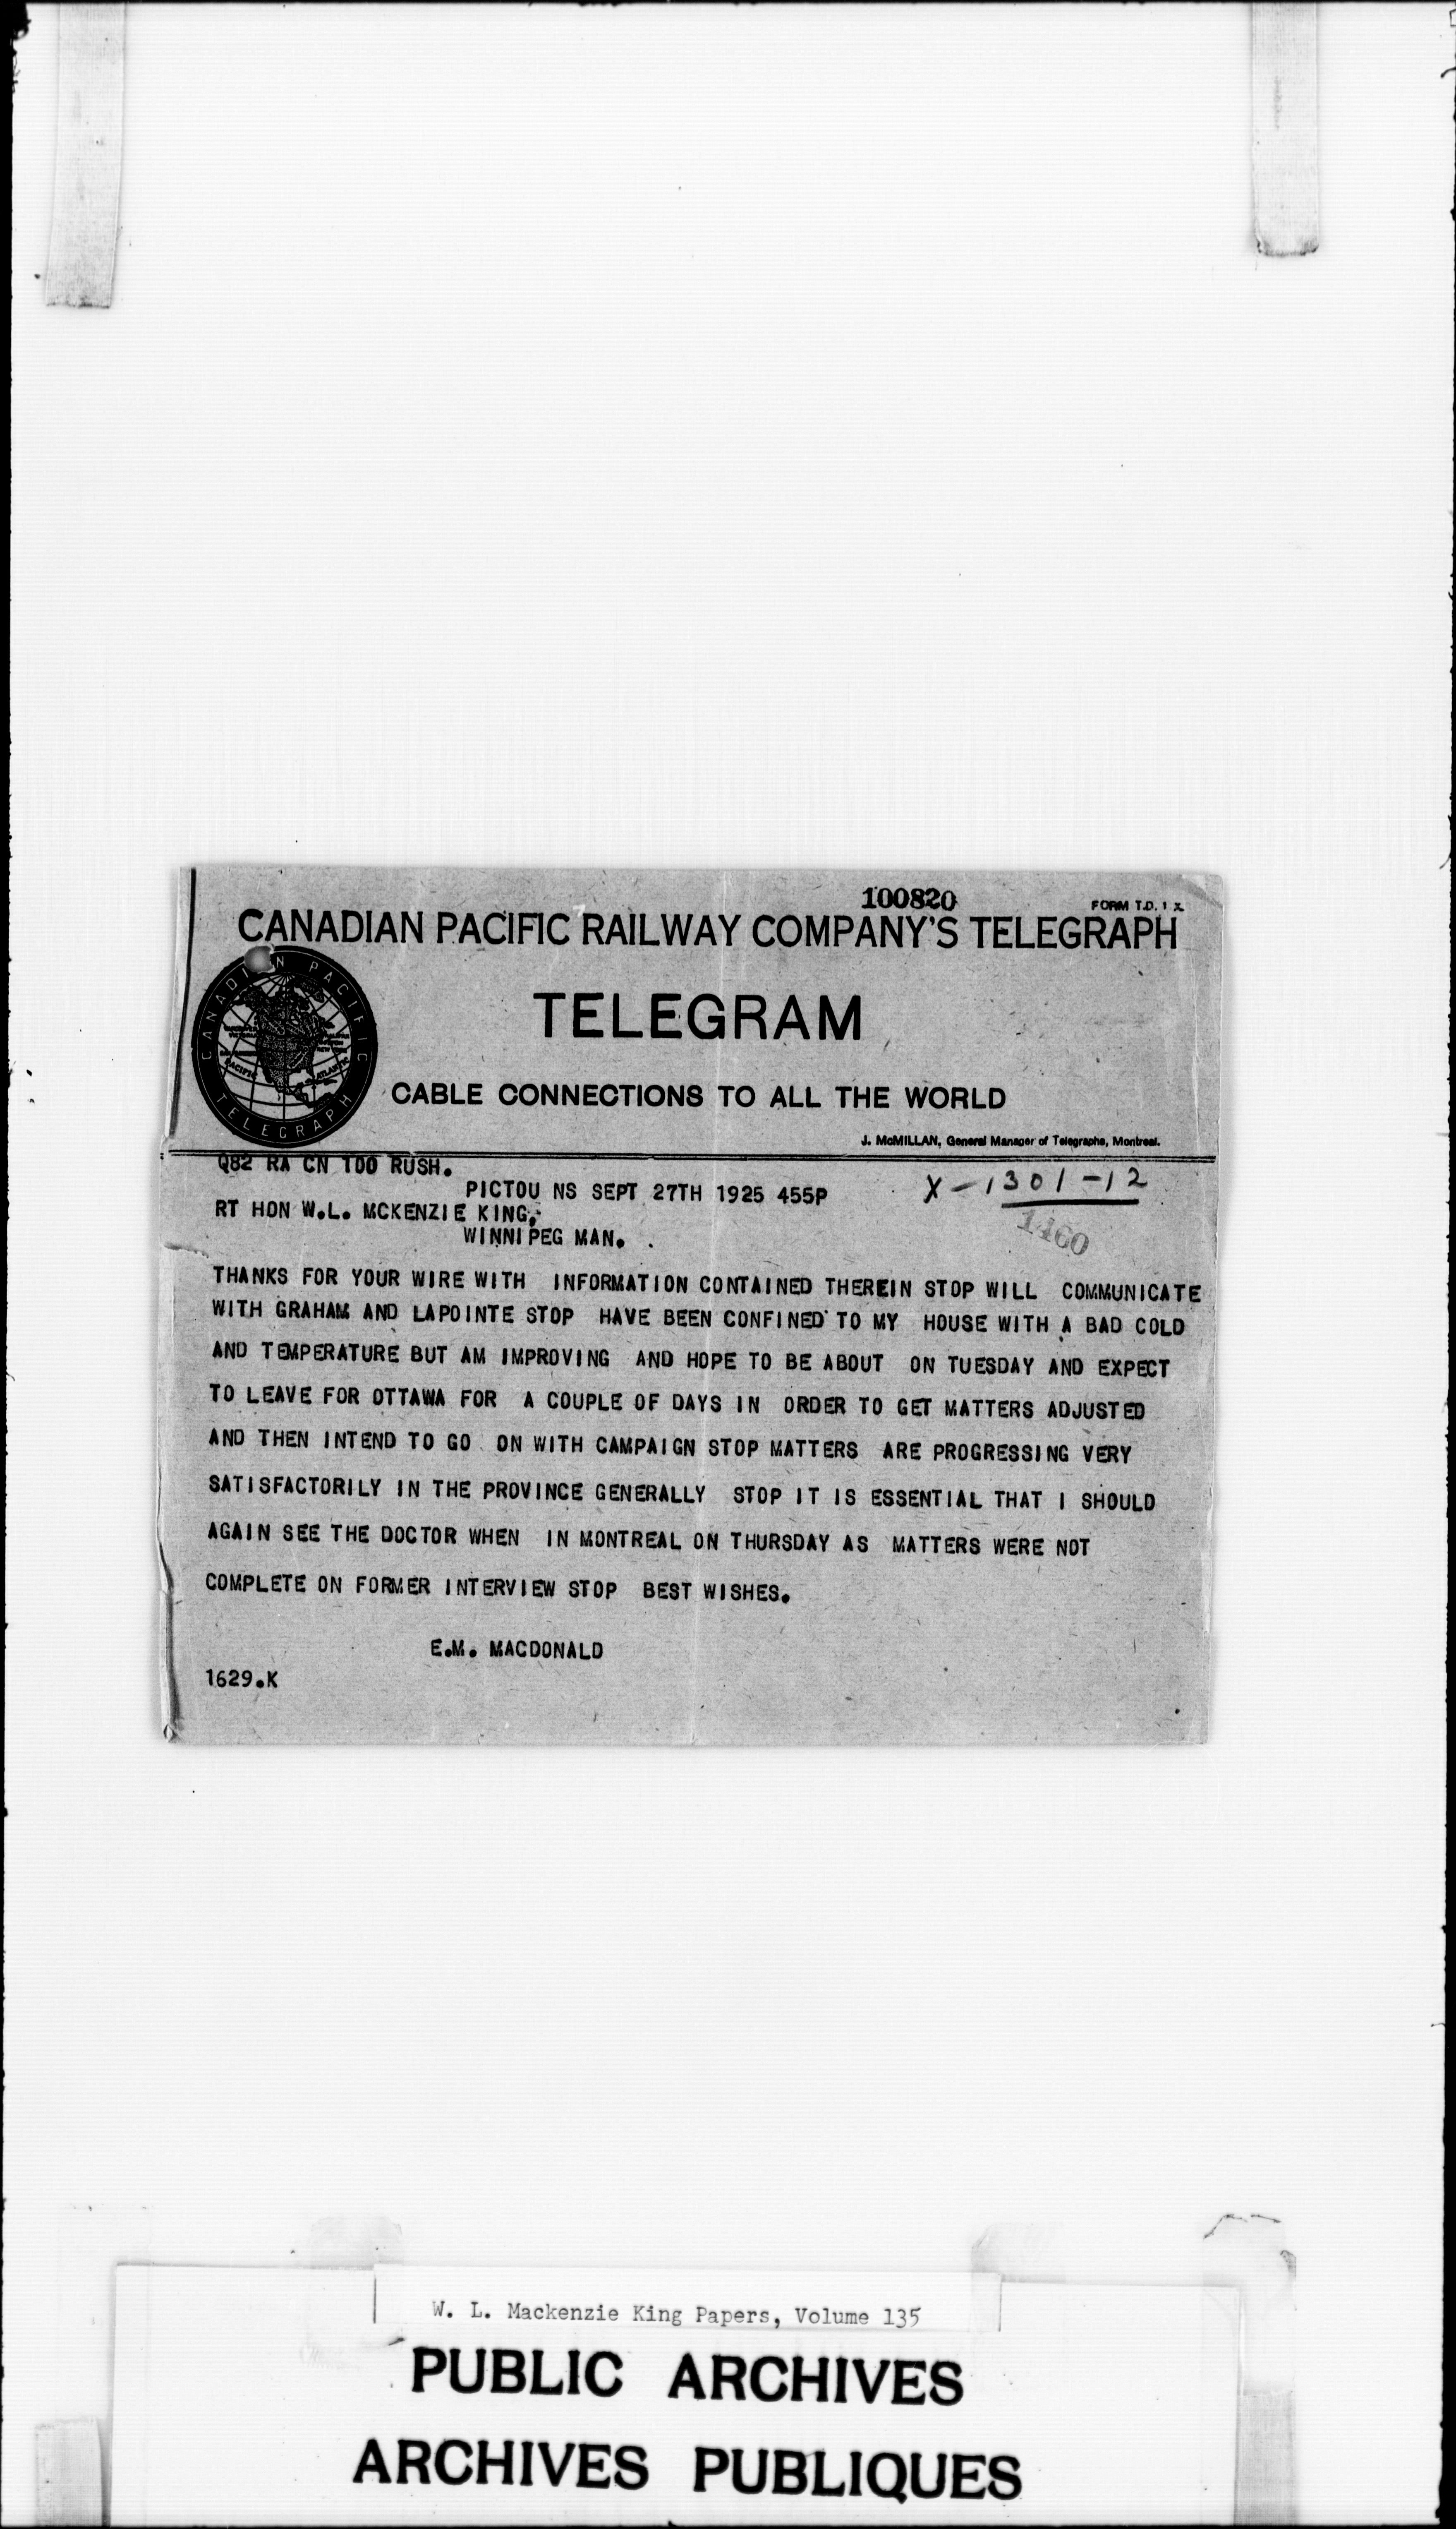 100820
FORM T.D. 1 X
CANADIAN PACIFIC RAILWAY COMPANY'S TELEGRAPH
CANADIAN PACIFIC
TELEGRAPH
PACIFIC
ATLANTIC
TELEGRAM
CABLE CONNECTIONS TO ALL THE WORLD
J. McMILLAN, General Manager of Telegraphs, Montreal.
Q82 RA CN 100 RUSH.
PICTOU NS SEPT 27TH 1925 455P
X-1301-12
RT HON W.L. MCKENZIE KING,
1460
WINNIPEG MAN.
THANKS FOR YOUR WIRE WITH INFORMATION CONTAINED THEREIN STOP WILL COMMUNICATE
WITH GRAHAM AND LAPOINTE STOP HAVE BEEN CONFINED TO MY HOUSE WITH A BAD COLD
AND TEMPERATURE BUT AM IMPROVING AND HOPE TO BE ABOUT ON TUESDAY AND EXPECT
TO LEAVE FOR OTTAWA FOR A COUPLE OF DAYS IN ORDER TO GET MATTERS ADJUSTED
AND THEN INTEND TO GO ON WITH CAMPAIGN STOP MATTERS ARE PROGRESSING VERY
SATISFACTORILY IN THE PROVINCE GENERALLY STOP IT IS ESSENTIAL THAT I SHOULD
AGAIN SEE THE DOCTOR WHEN IN MONTREAL ON THURSDAY AS MATTERS WERE NOT
COMPLETE ON FORMER INTERVIEW STOP BEST WISHES.
E.M. MACDONALD
1629.K
W. L. Mackenzie King Papers, Volume 135
PUBLIC ARCHIVES
ARCHIVES PUBLIQUES